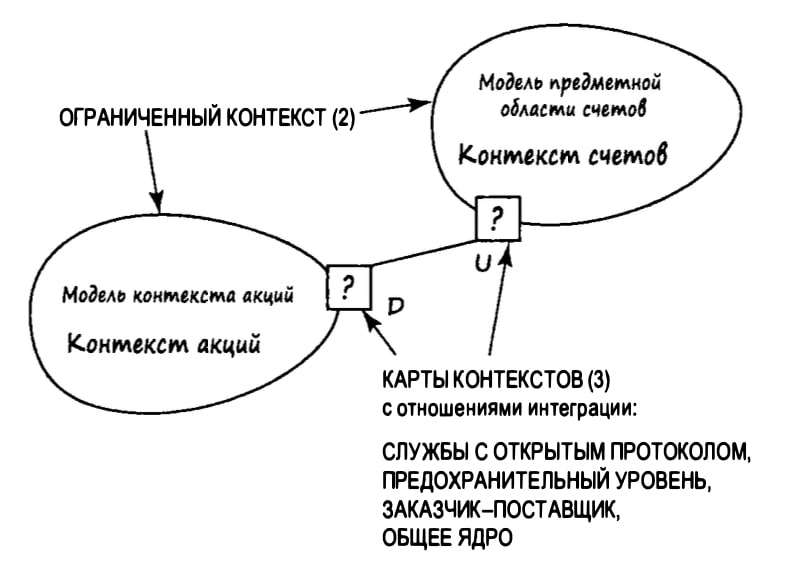 Модель предметной
области счетов
Контекст счетов
ОГРАНИЧЕННЫЙ КОНТЕКСТ (2)
?
U
Модель контекста акций
Контекст акций
?
D
КАРТЫ КОНТЕКСТОВ (3)
с отношениями интеграции:
СЛУЖБЫ С ОТКРЫТЫМ ПРОТОКОЛОМ,
ПРЕДОХРАНИТЕЛЬНЫЙ УРОВЕНЬ,
ЗАКАЗЧИК–ПОСТАВЩИК,
ОБЩЕЕ ЯДРО